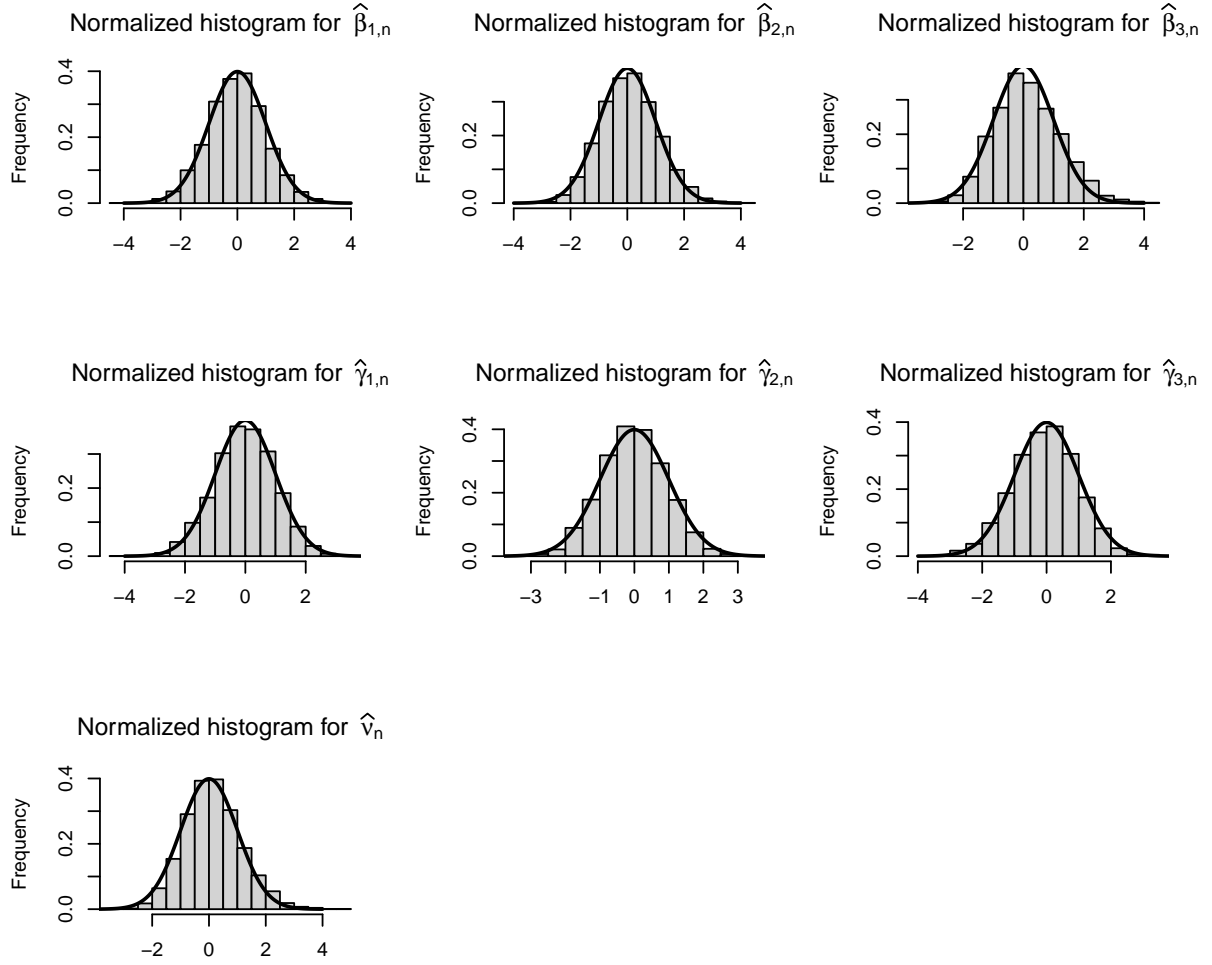 Normalized histogram for β̂1,n
Frequency
0.0 0.2 0.4
−4 −2 0 2 4
Normalized histogram for β̂2,n
Frequency
0.0 0.2
−4 −2 0 2 4
Normalized histogram for β̂3,n
Frequency
0.0 0.2
−2 0 2 4
Normalized histogram for γ̂1,n
Frequency
0.0 0.2
−4 −2 0 2
Normalized histogram for γ̂2,n
Frequency
0.0 0.2 0.4
−3 −1 0 1 2 3
Normalized histogram for γ̂3,n
Frequency
0.0 0.2 0.4
−4 −2 0 2
Normalized histogram for ν̂n
Frequency
0.0 0.2 0.4
−2 0 2 4